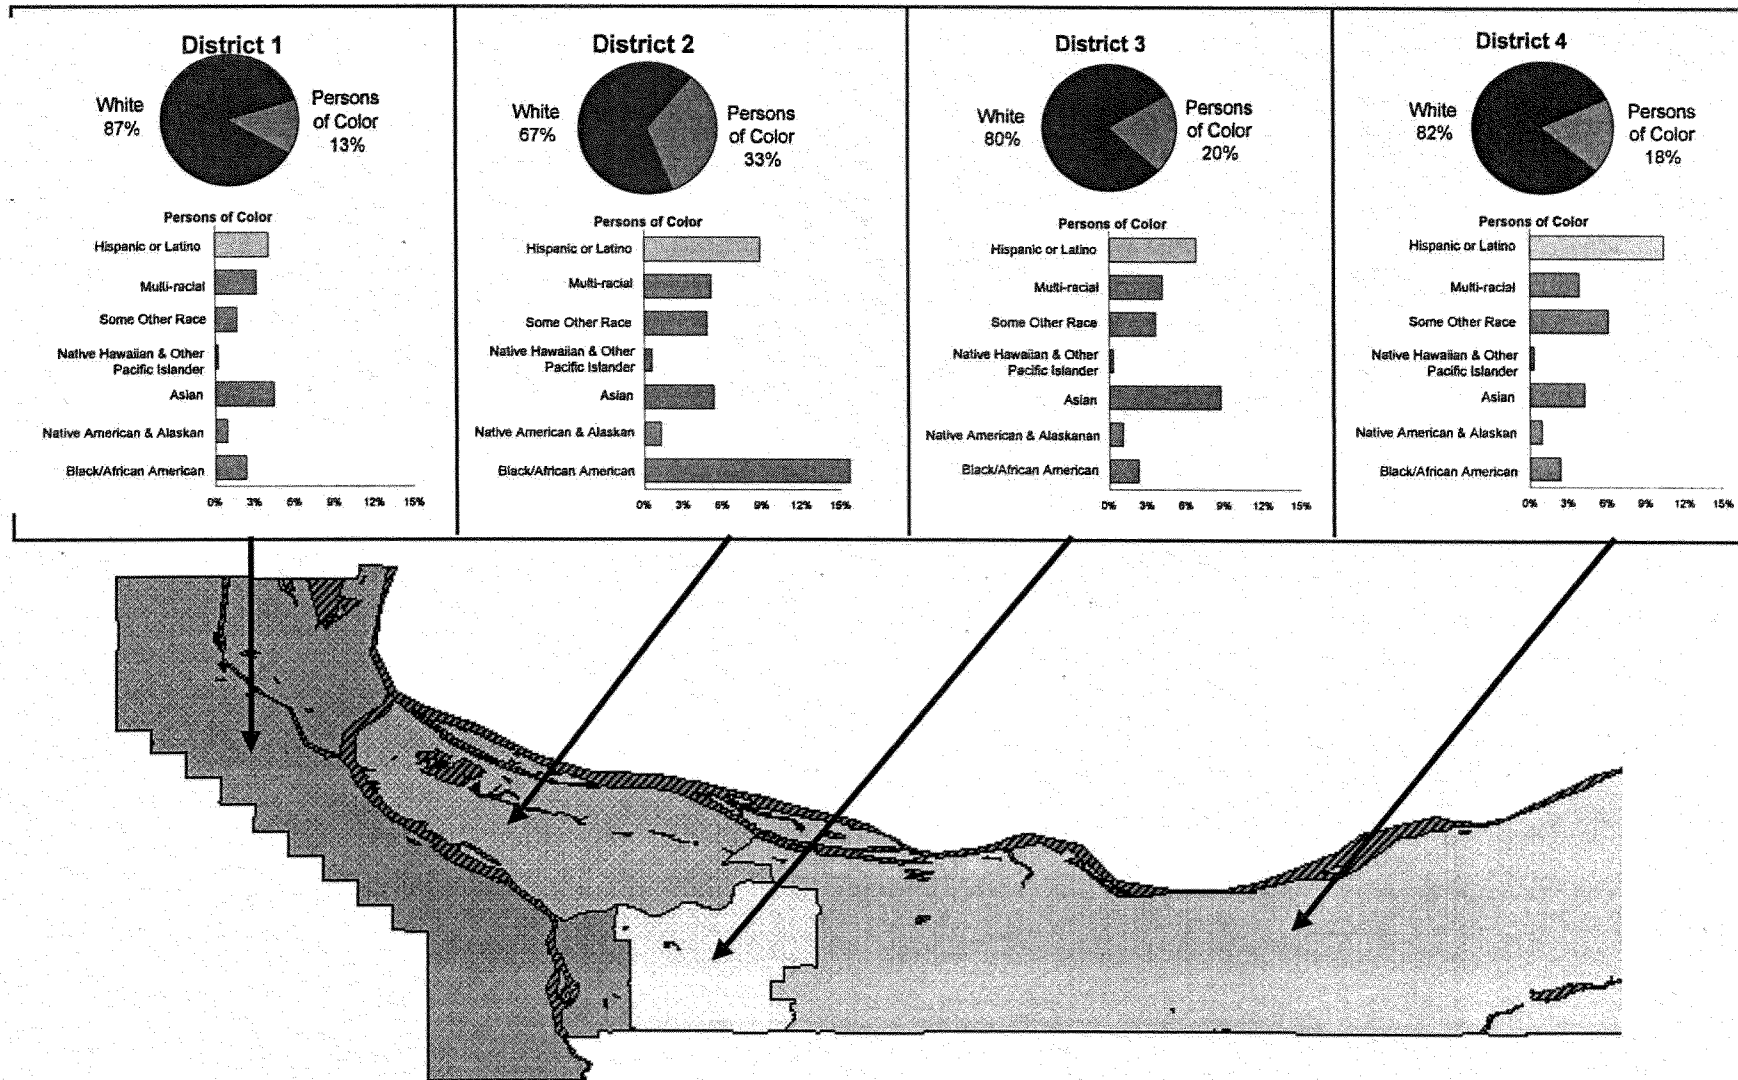 District 1
White
87%
Persons
of Color
13%
Persons of Color
Hispanic or Latino
Multi-racial
Some Other Race
Native Hawaiian & Other
Pacific Islander
Asian
Native American & Alaskan
Black/African American
0% 3% 6% 9% 12% 15%
District 2
White
67%
Persons
of Color
33%
Persons of Color
Hispanic or Latino
Multi-racial
Some Other Race
Native Hawaiian & Other
Pacific Islander
Asian
Native American & Alaskan
Black/African American
0% 3% 6% 9% 12% 15%
District 3
White
80%
Persons
of Color
20%
Persons of Color
Hispanic or Latino
Multi-racial
Some Other Race
Native Hawaiian & Other
Pacific Islander
Asian
Native American & Alaskanan
Black/African American
0% 3% 6% 9% 12% 15%
District 4
White
82%
Persons
of Color
18%
Persons of Color
Hispanic or Latino
Multi-racial
Some Other Race
Native Hawaiian & Other
Pacific Islander
Asian
Native American & Alaskan
Black/African American
0% 3% 6% 9% 12% 15%